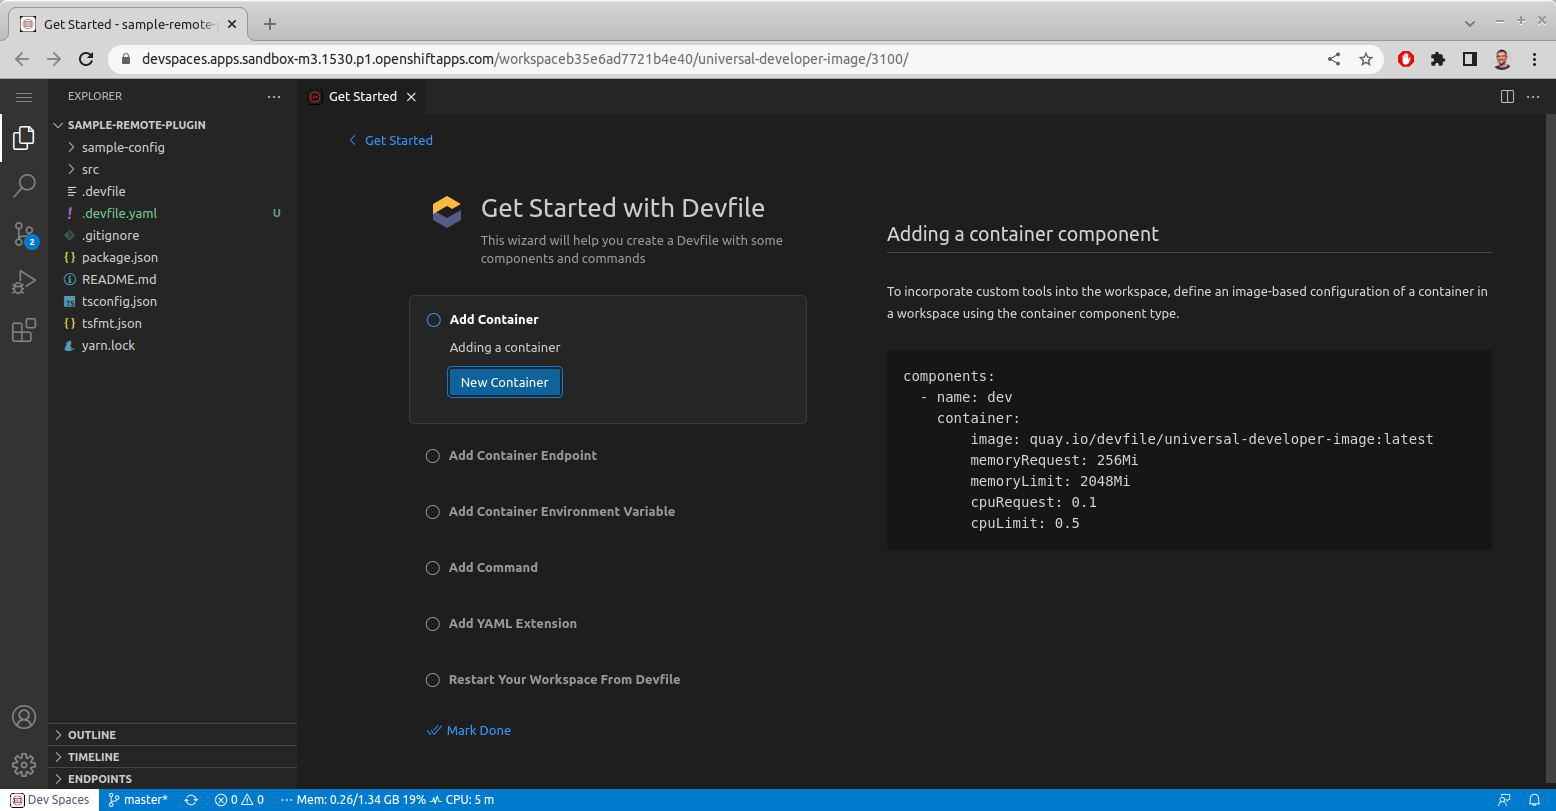 Get Started - sample-remote-
devspaces.apps.sandbox-m3.1530.p1.openshiftapps.com/workspaceb35e6ad7721b4e40/universal-developer-image/3100/
EXPLORER
Get Started
SAMPLE-REMOTE-PLUGIN
sample-config
src
.devfile
! .devfile.yaml U
.gitignore
2
{} package.json
README.md
TS tsconfig.json
{} tsfmt.json
yarn.lock
OUTLINE
TIMELINE
ENDPOINTS
Get Started
Get Started with Devfile
This wizard will help you create a Devfile with some
components and commands
Add Container
Adding a container
New Container
Add Container Endpoint
Add Container Environment Variable
Add Command
Add YAML Extension
Restart Your Workspace From Devfile
Mark Done
Adding a container component
To incorporate custom tools into the workspace, define an image-based configuration of a container in
a workspace using the container component type.
components:
- name: dev
container:
image: quay.io/devfile/universal-developer-image:latest
memoryRequest: 256Mi
memoryLimit: 2048Mi
cpuRequest: 0.1
cpuLimit: 0.5
Dev Spaces master* 0 0 ··· Mem: 0.26/1.34 GB 19% CPU: 5 m